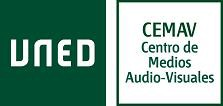 UNED
CEMAV
Centro de
Medios
Audio-Visuales